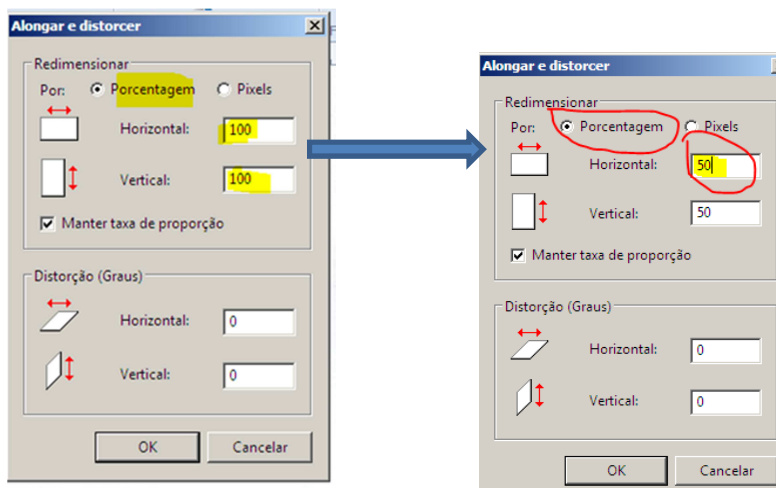 Alongar e distorcer
Redimensionar
Por: Porcentagem Pixels
Horizontal: 100
Vertical: 100
Manter taxa de proporção
Distorção (Graus)
Horizontal: 0
Vertical: 0
OK Cancelar
Alongar e distorcer
Redimensionar
Por: Porcentagem Pixels
Horizontal: 50
Vertical: 50
Manter taxa de proporção
Distorção (Graus)
Horizontal: 0
Vertical: 0
OK Cancelar